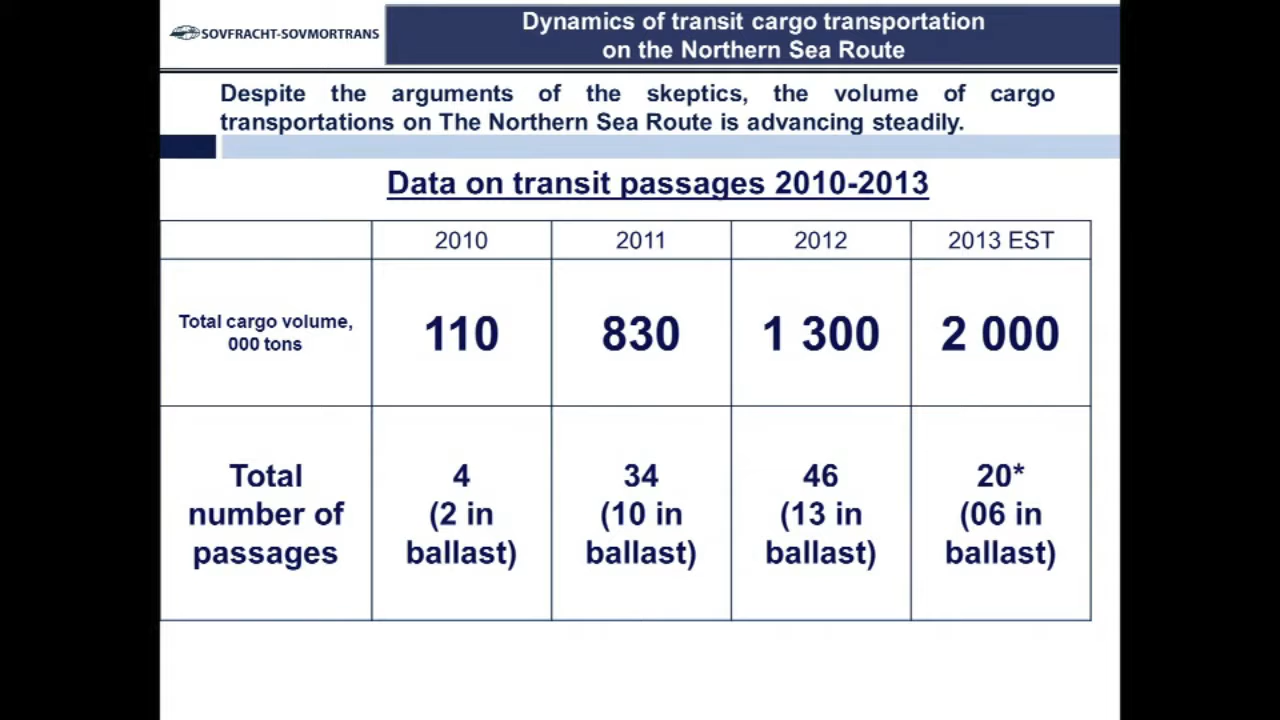 SOVFRACHT-SOVMORTRANS
Dynamics of transit cargo transportation
on the Northern Sea Route
Despite the arguments of the skeptics, the volume of cargo
transportations on The Northern Sea Route is advancing steadily.
Data on transit passages 2010-2013
2010 2011 2012 2013 EST
Total cargo volume,
000 tons
110 830 1 300 2 000
Total
number of
passages
4
(2 in
ballast)
34
(10 in
ballast)
46
(13 in
ballast)
20*
(06 in
ballast)